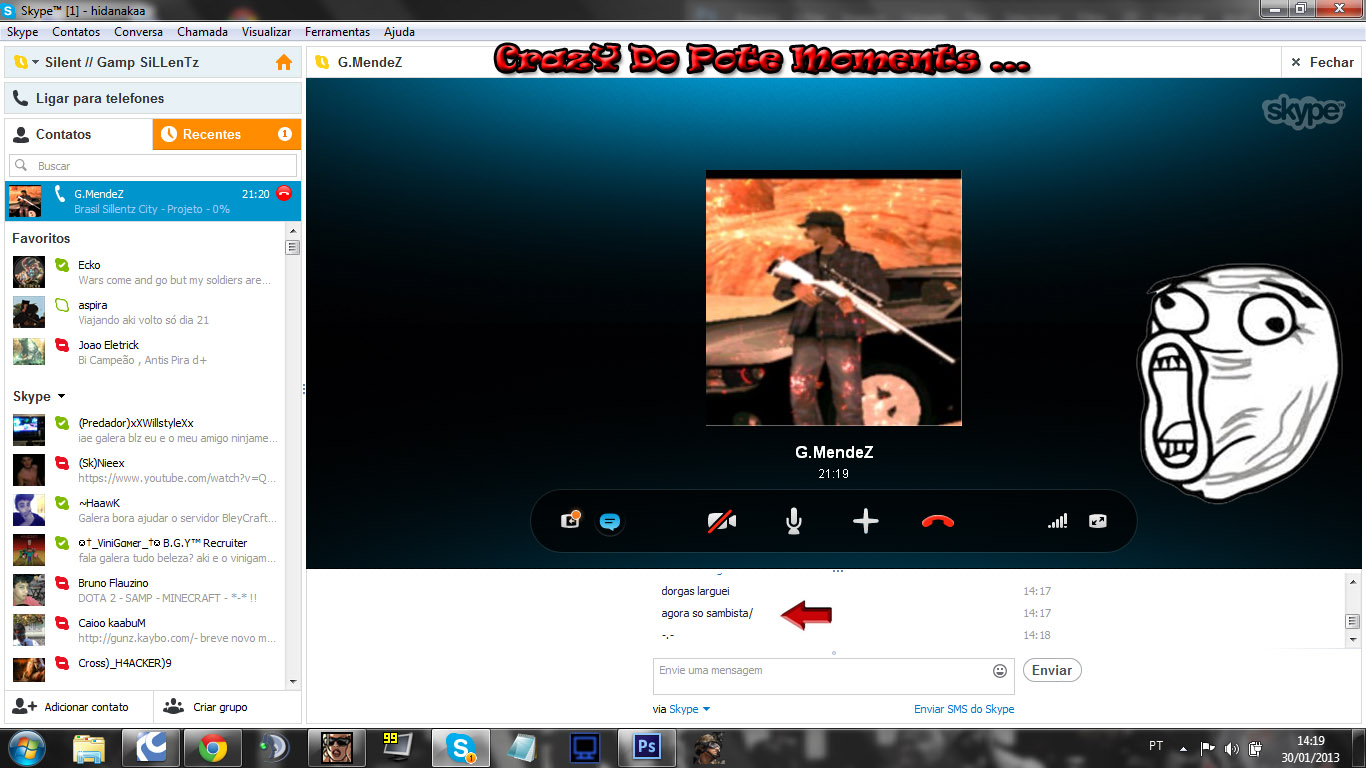 Skype™ [1] - hidanakaa
Skype Contatos Conversa Chamada Visualizar Ferramentas Ajuda
CrazY Do Pote Moments ...
Silent // Gamp SiLLenTz
G.MendeZ
Fechar
Ligar para telefones
skype
Contatos
Recentes 1
Buscar
G.MendeZ 21:20
Brasil Sillentz City - Projeto - 0%
Favoritos
Ecko
Wars come and go but my soldiers are...
aspira
Viajando aki volto só dia 21
Joao Eletrick
Bi Campeão , Antis Pira d+
Skype
(Predador)xXWillstyleXx
iae galera blz eu e o meu amigo ninjame...
(Sk)Nieex
https://www.youtube.com/watch?v=Q...
~HaawK
Galera bora ajudar o servidor BleyCraft...
B.G.Y™ Recruiter
fala galera tudo beleza? aki e o vinigam...
Bruno Flauzino
DOTA 2 - SAMP - MINECRAFT - *-* !!
Caioo kaabuM
http://gunz.kaybo.com/- breve novo m...
Cross)_H4ACKER)9
Adicionar contato
Criar grupo
G.MendeZ
21:19
dorgas larguei 14:17
agora so sambista/ 14:17
-.- 14:18
Envie uma mensagem
Enviar
via Skype
Enviar SMS do Skype
99
1
Ps
PT
14:19
30/01/2013